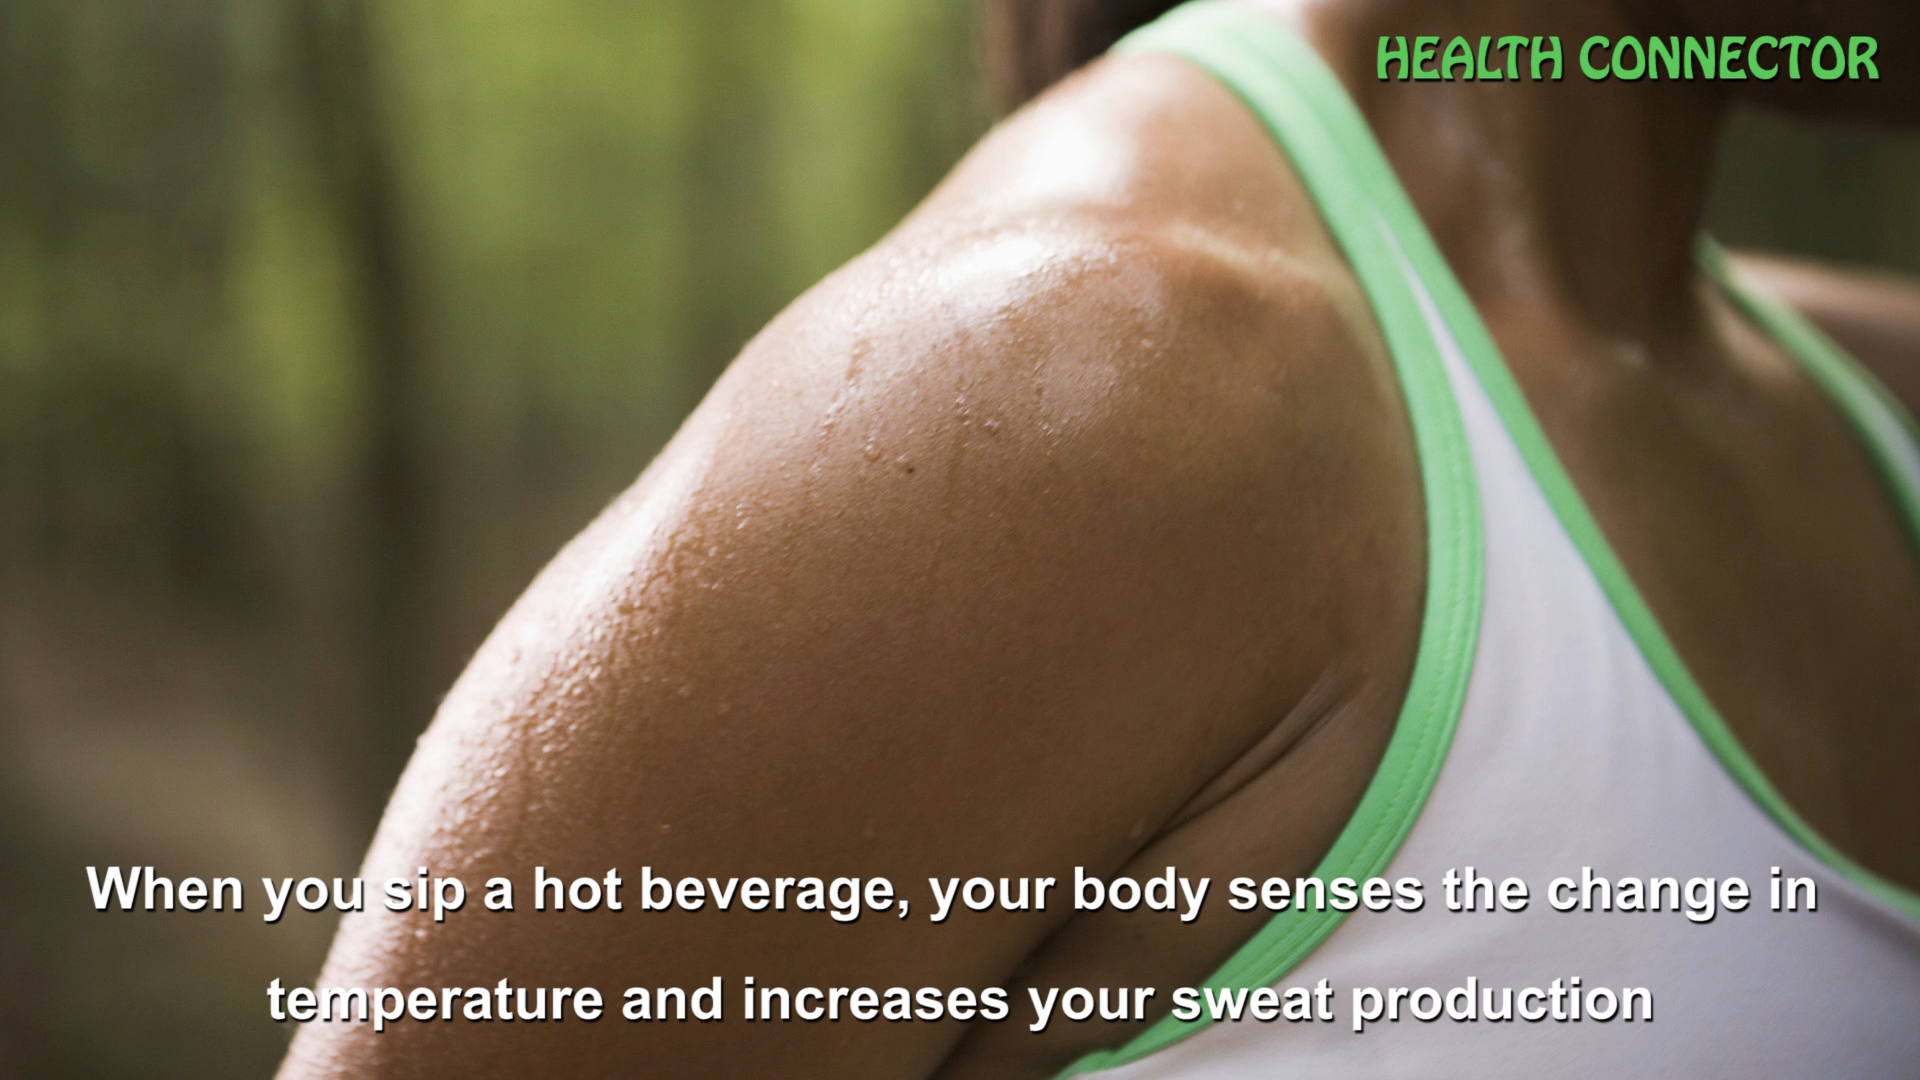 HEALTH CONNECTOR
When you sip a hot beverage, your body senses the change in
temperature and increases your sweat production